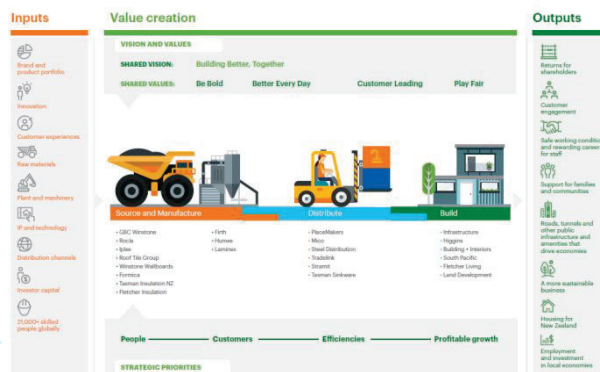 Inputs
Brand and
product portfolio
Innovation
Customer experiences
Raw materials
Plant and machinery
IP and technology
Distribution channels
Investor capital
21,000+ skilled
people globally
Value creation
VISION AND VALUES
SHARED VISION: Building Better, Together
SHARED VALUES: Be Bold Better Every Day Customer Leading Play Fair
Source and Manufacture
• GBC Winstone
• Rocla
• Iplex
• Roof Tile Group
• Winstone Wallboards
• Formica
• Tasman Insulation NZ
• Fletcher Insulation
• Firth
• Humes
• Laminex
Distribute
• PlaceMakers
• Mico
• Steel Distribution
• Tradelink
• Stramit
• Tasman Sinkware
Build
• Infrastructure
• Higgins
• Building + Interiors
• South Pacific
• Fletcher Living
• Land Development
People Customers Efficiencies Profitable growth
STRATEGIC PRIORITIES
Outputs
Returns for
shareholders
Customer
engagement
Safe working conditio
and rewarding career
for staff
Support for families
and communities
Roads, tunnels and
other public
infrastructure and
amenities that
drive economies
A more sustainable
business
Housing for
New Zealand
Employment
and investment
in local economies